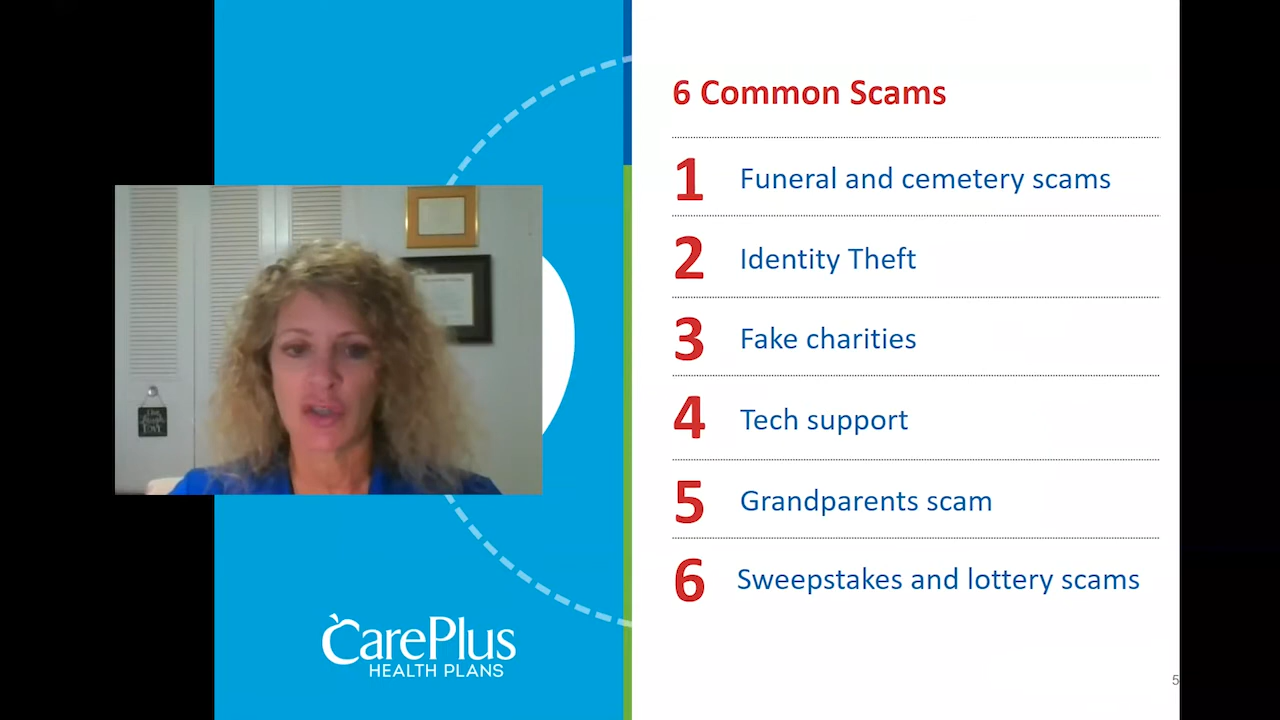 6 Common Scams
1 Funeral and cemetery scams
2 Identity Theft
3 Fake charities
4 Tech support
5 Grandparents scam
6 Sweepstakes and lottery scams
CarePlus
HEALTH PLANS
5